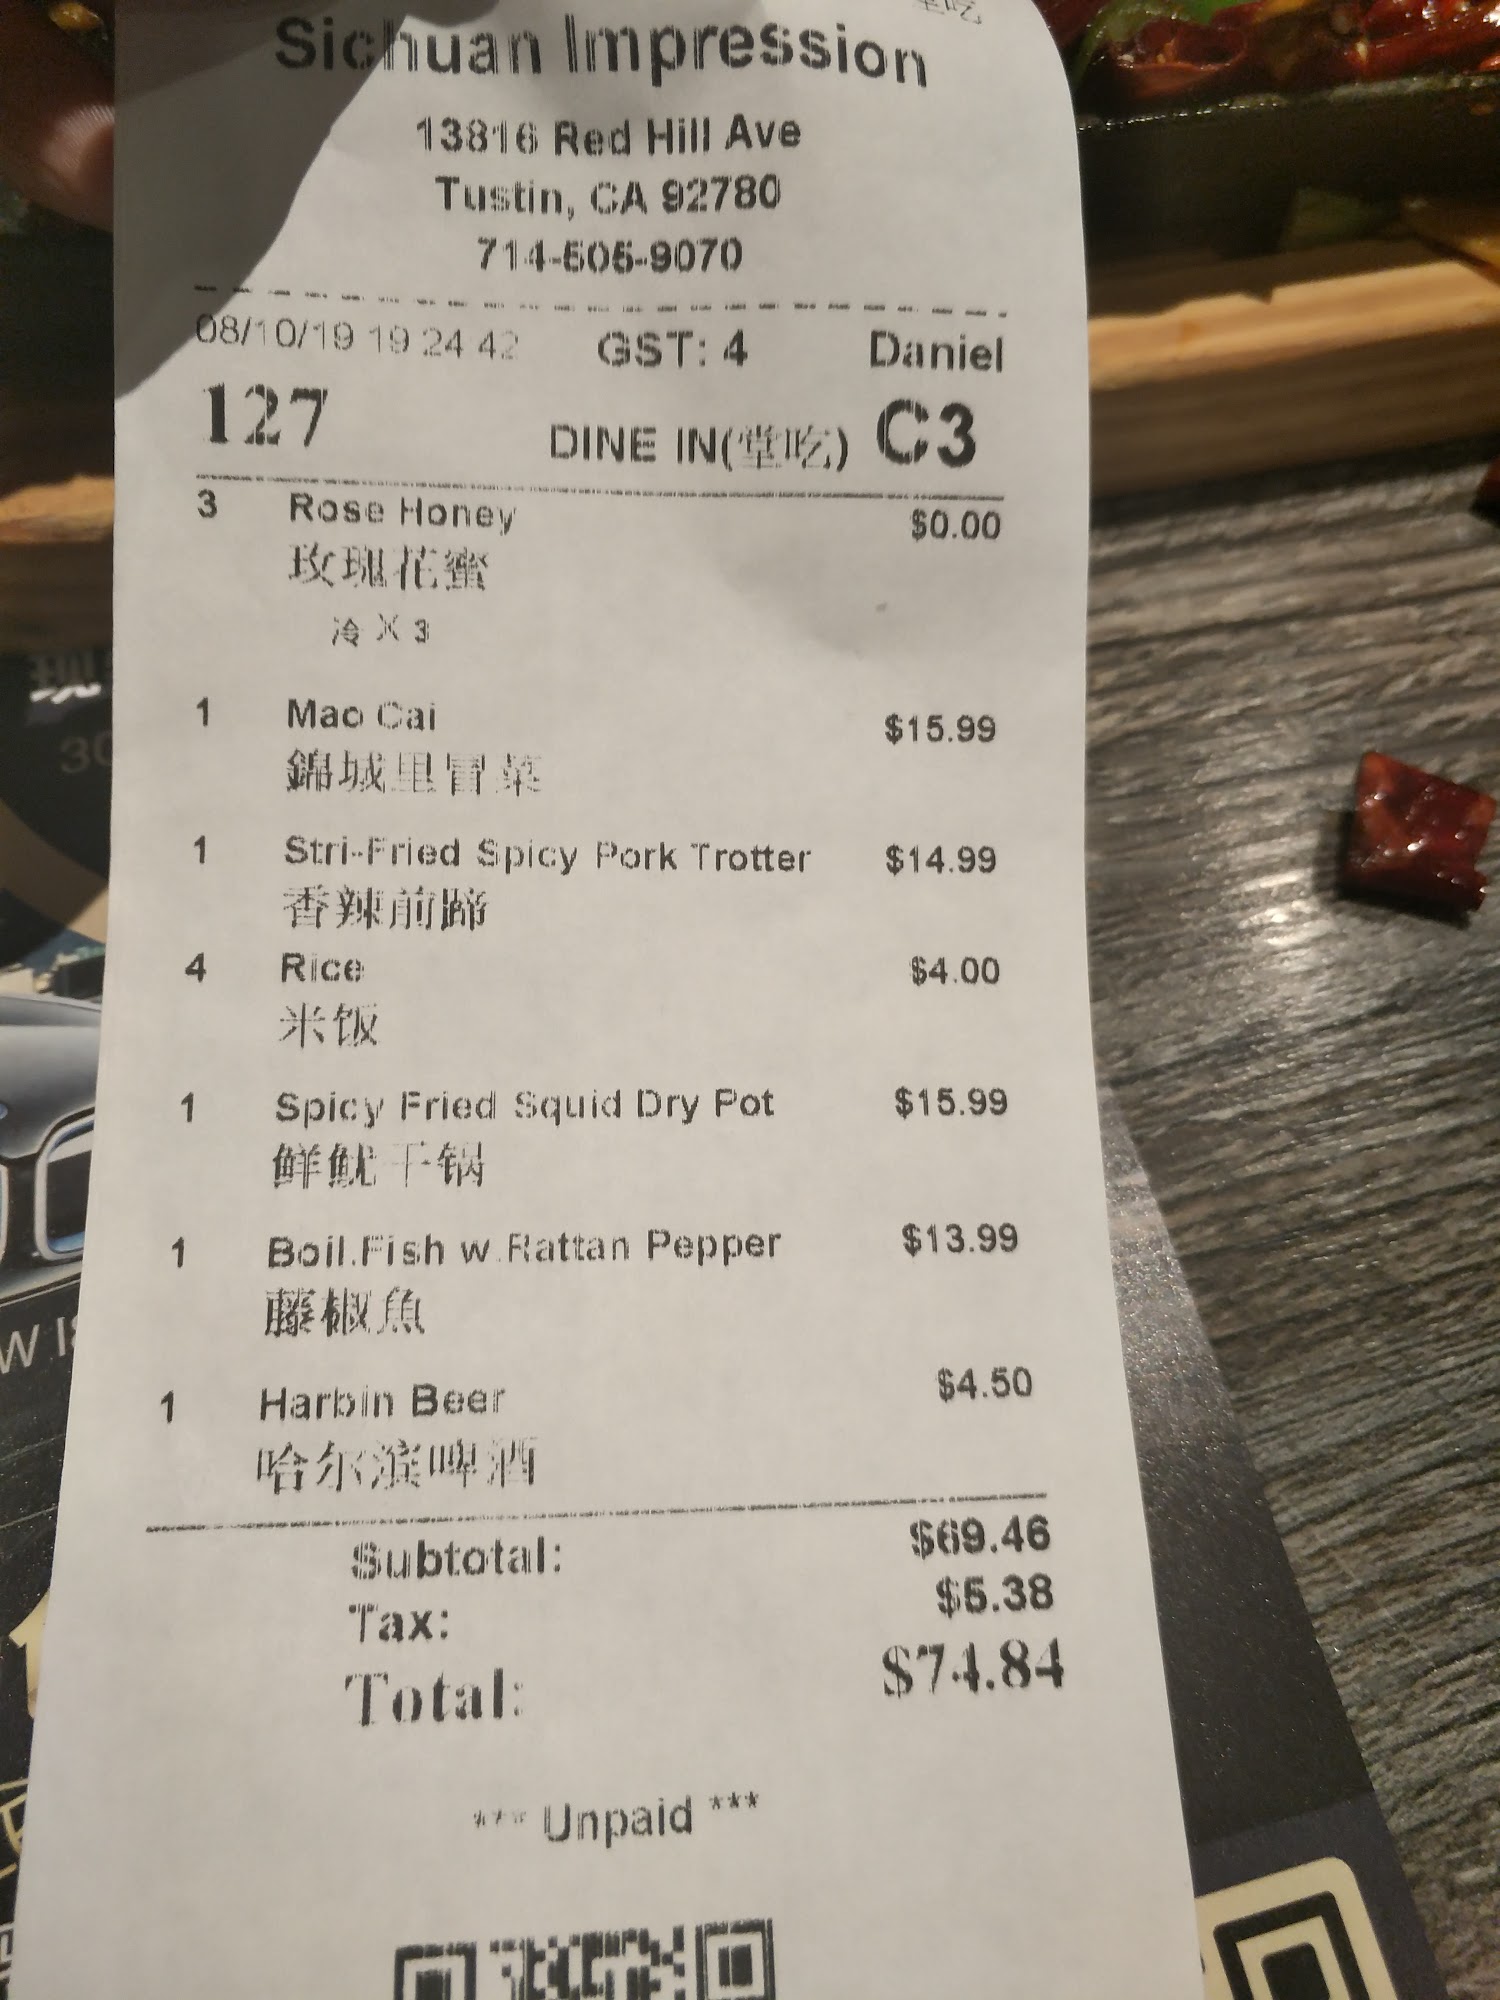 堂吃
Sichuan Impression
13816 Red Hill Ave
Tustin, CA 92780
714-505-9070
08/10/19 19 24 42 GST: 4 Daniel
127 DINE IN(堂吃) C3
3 Rose Honey $0.00
玫瑰花蜜
冷 X 3
1 Mao Cai $15.99
錦城里冒菜
1 Stri-Fried Spicy Pork Trotter $14.99
香辣前蹄
4 Rice $4.00
米饭
1 Spicy Fried Squid Dry Pot $15.99
鲜鱿干锅
1 Boil.Fish w.Rattan Pepper $13.99
藤椒魚
1 Harbin Beer $4.50
哈尔滨啤酒
Subtotal: $69.46
Tax: $5.38
Total: $74.84
*** Unpaid ***